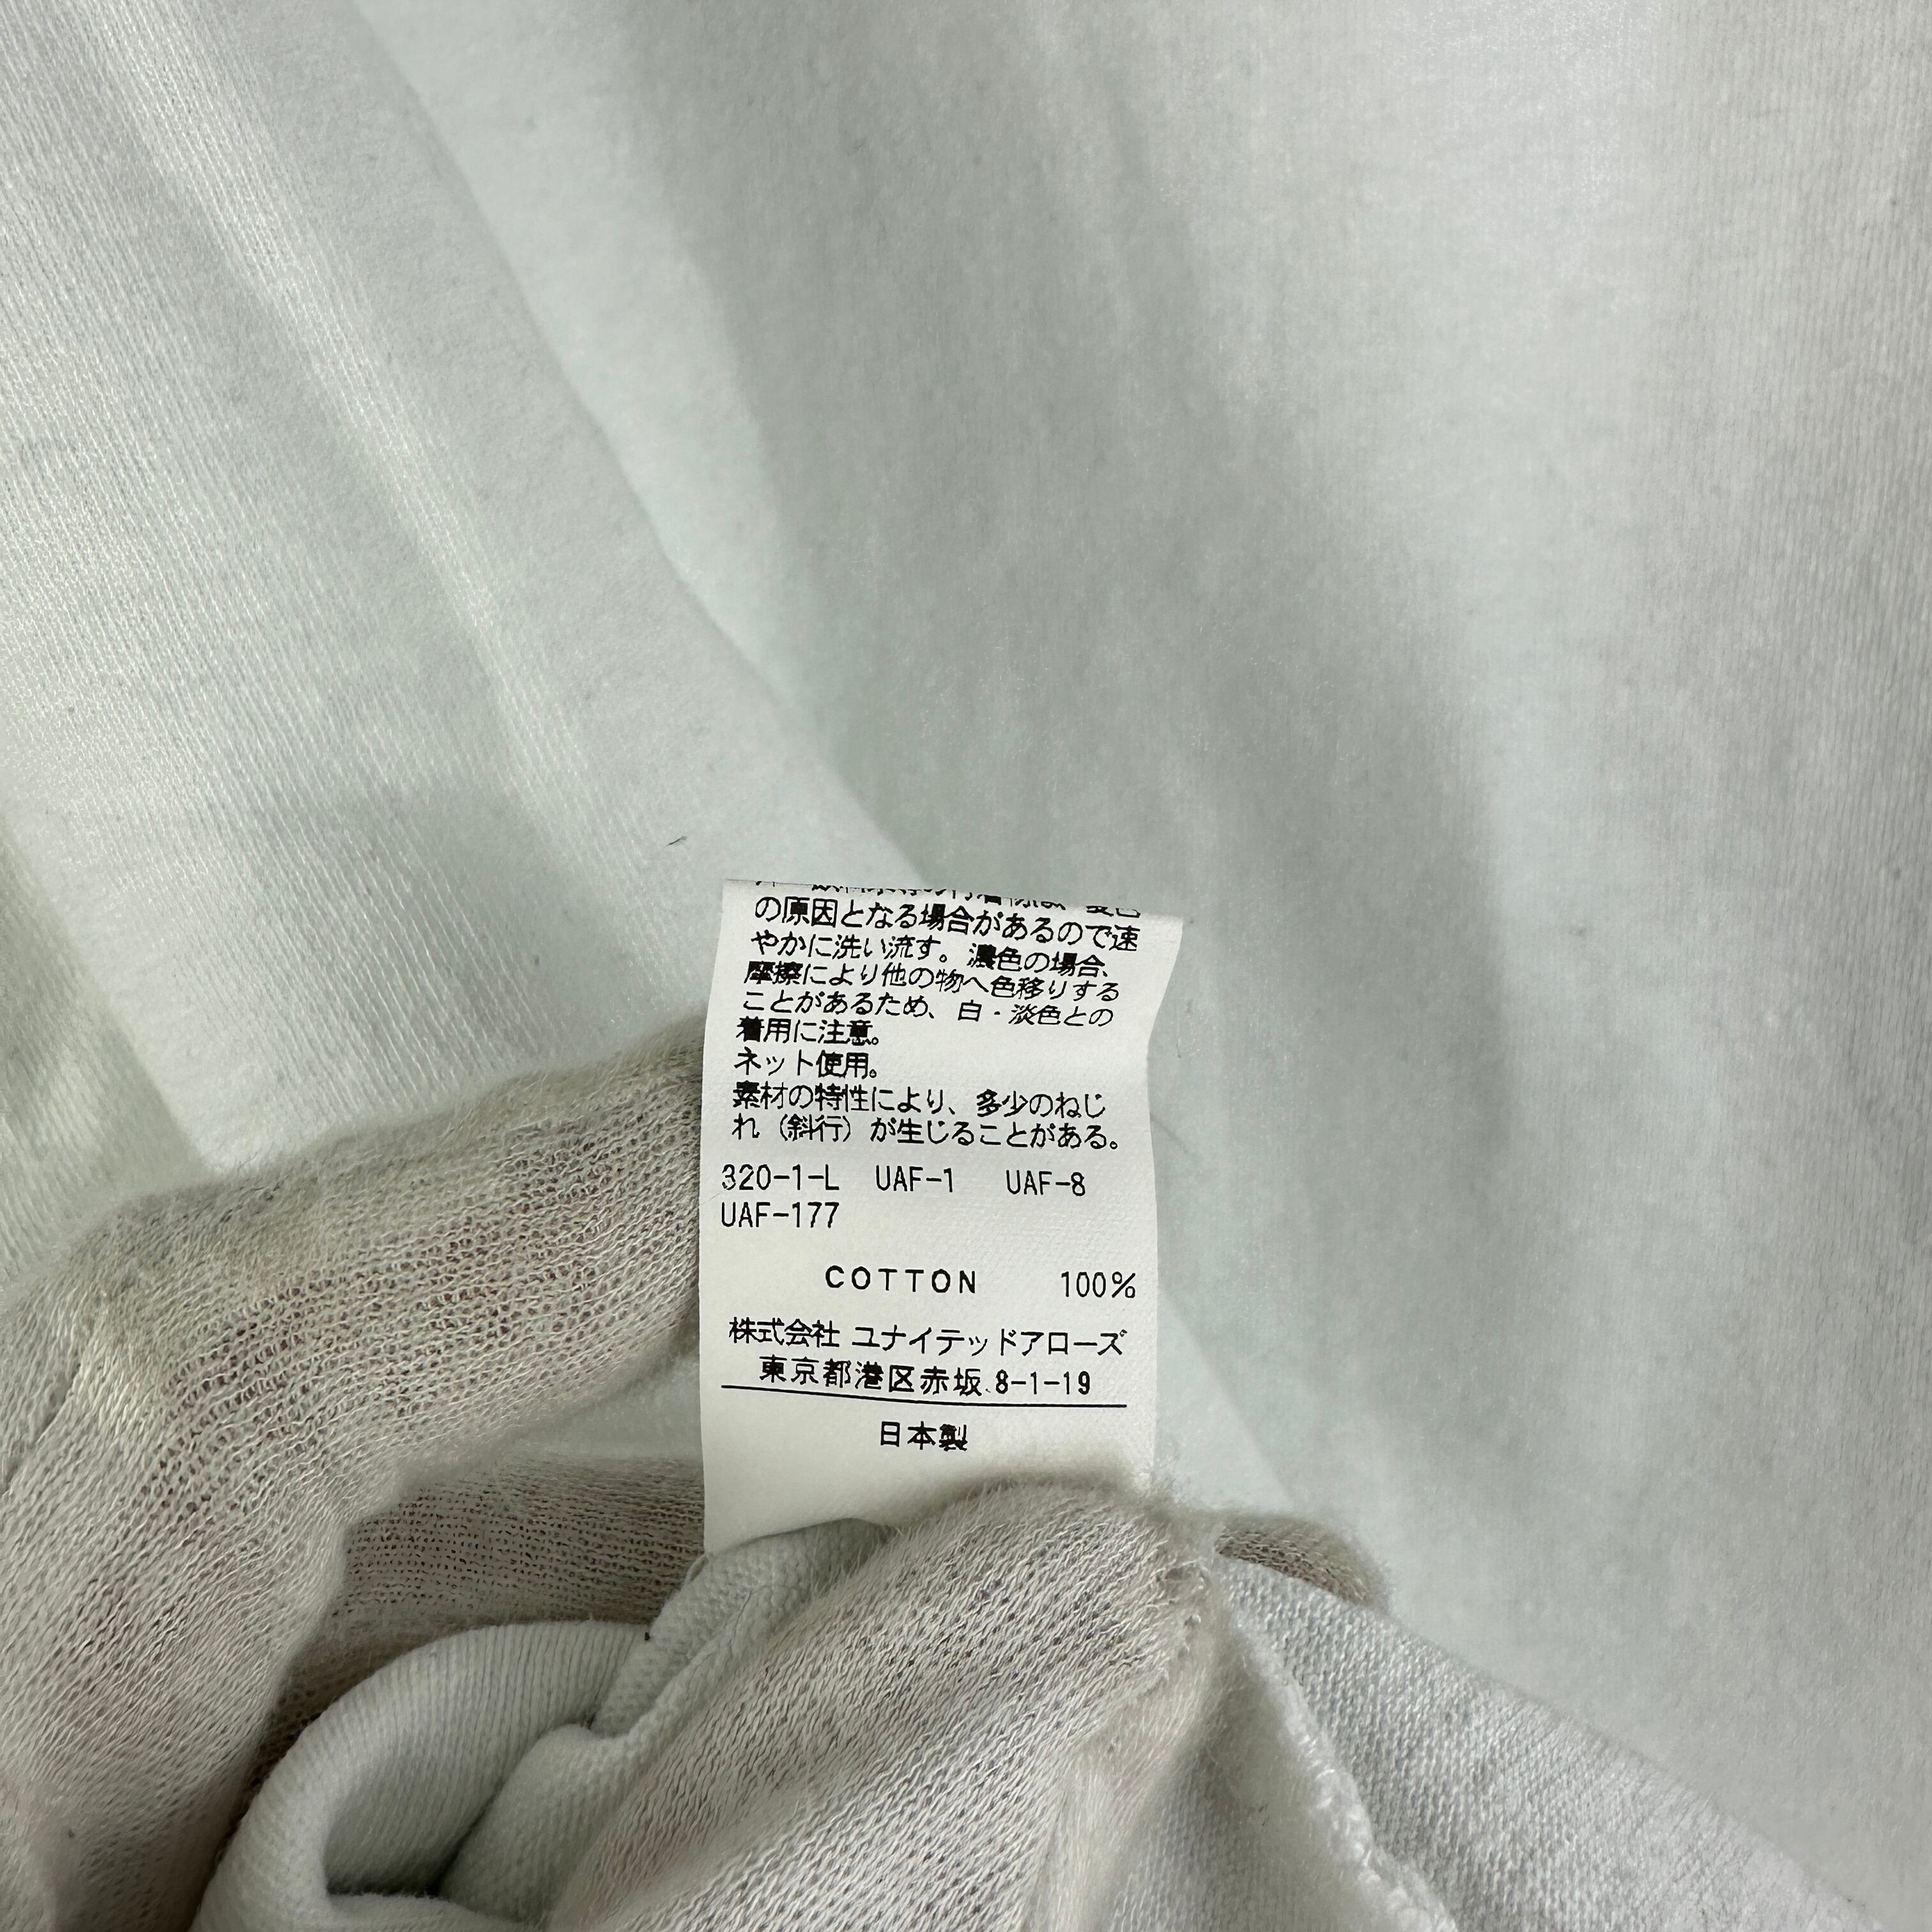 の原因となる場合があるので速
やかに洗い流す。濃色の場合、
摩擦により他の物へ色移りする
ことがあるため、白・淡色との
着用に注意。
ネット使用。
素材の特性により、多少のねじ
れ（斜行）が生じることがある。
320-1-L UAF-1 UAF-8
UAF-177
COTTON 100%
株式会社 ユナイテッドアローズ
東京都港区赤坂 8-1-19
日本製